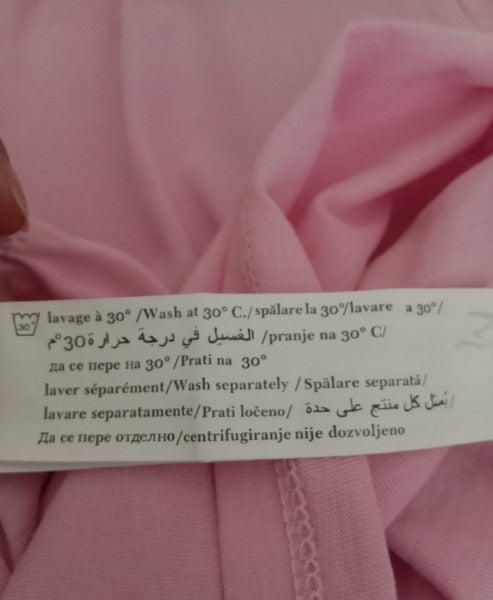 30° lavage à 30° /Wash at 30° C./spălare la 30°/lavare a 30°/
الغسيل في درجة حرارة 30°م /pranje na 30° C/
да се пере на 30° /Prati na 30°
laver séparément/Wash separately / Spălare separată/
lavare separatamente/Prati ločeno/ يُغسَل كل منتج على حدة /
Да се пере отделно/centrifugiranje nije dozvoljeno